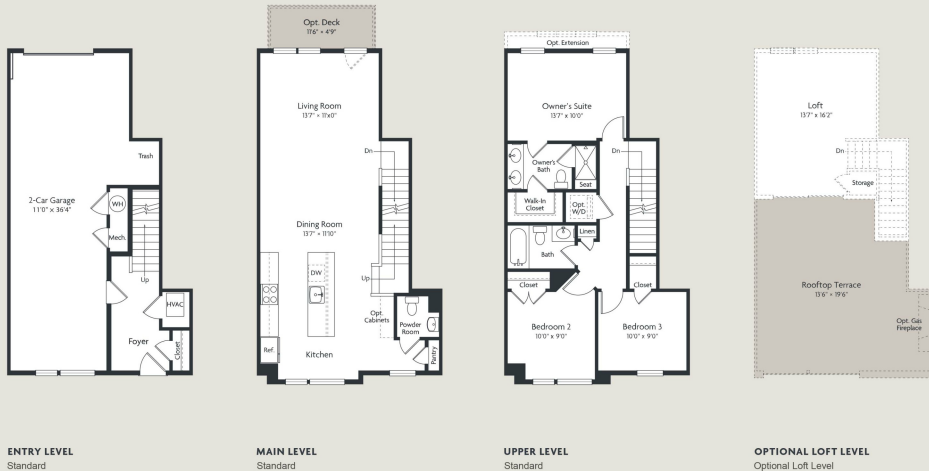 Trash
WH
2-Car Garage
11'0" x 36'4"
Mech.
Up
HVAC
Foyer
Closet
ENTRY LEVEL
Standard
Opt. Deck
11'6" x 4'9"
Living Room
13'7" x 11'x0"
Dn
Dining Room
13'7" x 11'10"
DW
Up
Opt.
Cabinets
Powder
Room
Ref.
Kitchen
Pantry
MAIN LEVEL
Standard
Opt. Extension
Owner's Suite
13'7" x 10'0"
Dn
Owner's
Bath
Seat
Walk-In
Closet
Opt.
W/D
Linen
Bath
Closet
Closet
Bedroom 2
10'0" x 9'0"
Bedroom 3
10'0" x 9'0"
UPPER LEVEL
Standard
Loft
13'7" x 16'2"
Dn
Storage
Rooftop Terrace
13'6" x 19'6"
Opt. Gas
Fireplace
OPTIONAL LOFT LEVEL
Optional Loft Level